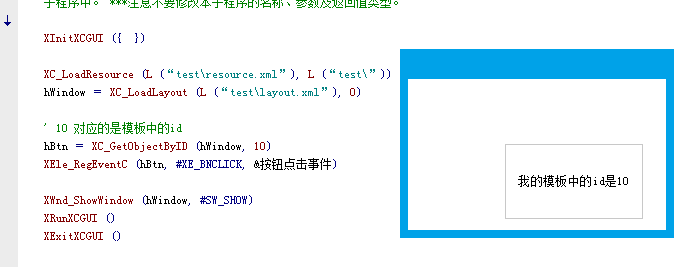 子程序中。 ***注意不要修改本子程序的名称、参数及返回值类型。
XInitXCGUI ({  })
XC_LoadResource (L (“test\resource.xml”), L (“test\”))
hWindow = XC_LoadLayout (L (“test\layout.xml”), 0)
' 10 对应的是模板中的id
hBtn = XC_GetObjectByID (hWindow, 10)
XEle_RegEventC (hBtn, #XE_BNCLICK, &按钮点击事件)
XWnd_ShowWindow (hWindow, #SW_SHOW)
XRunXCGUI ()
XExitXCGUI ()
我的模板中的id是10